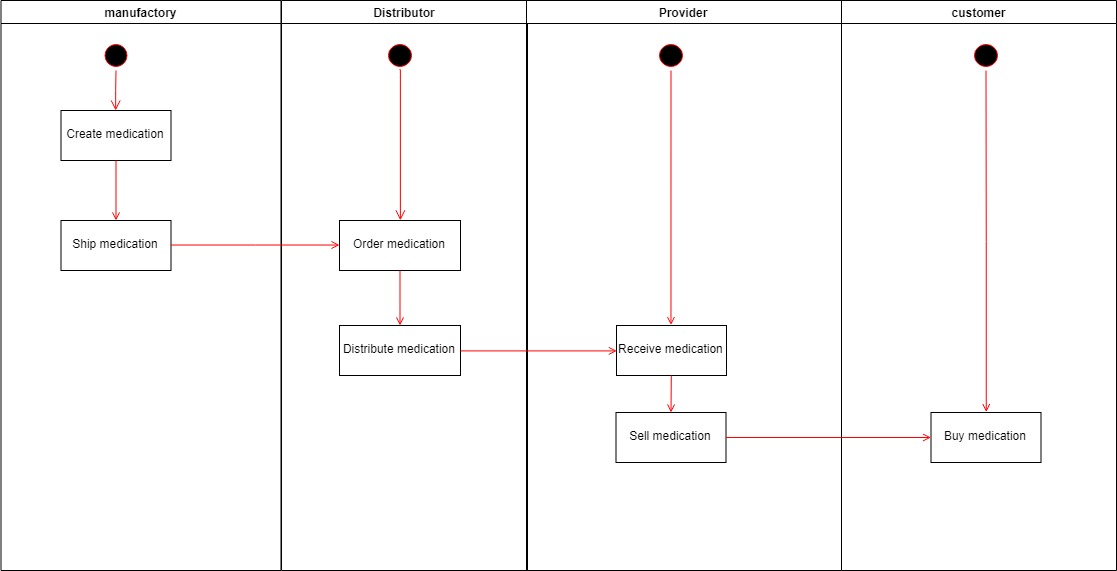 manufactory
Distributor
Provider
customer
Create medication
Ship medication
Order medication
Distribute medication
Receive medication
Sell medication
Buy medication